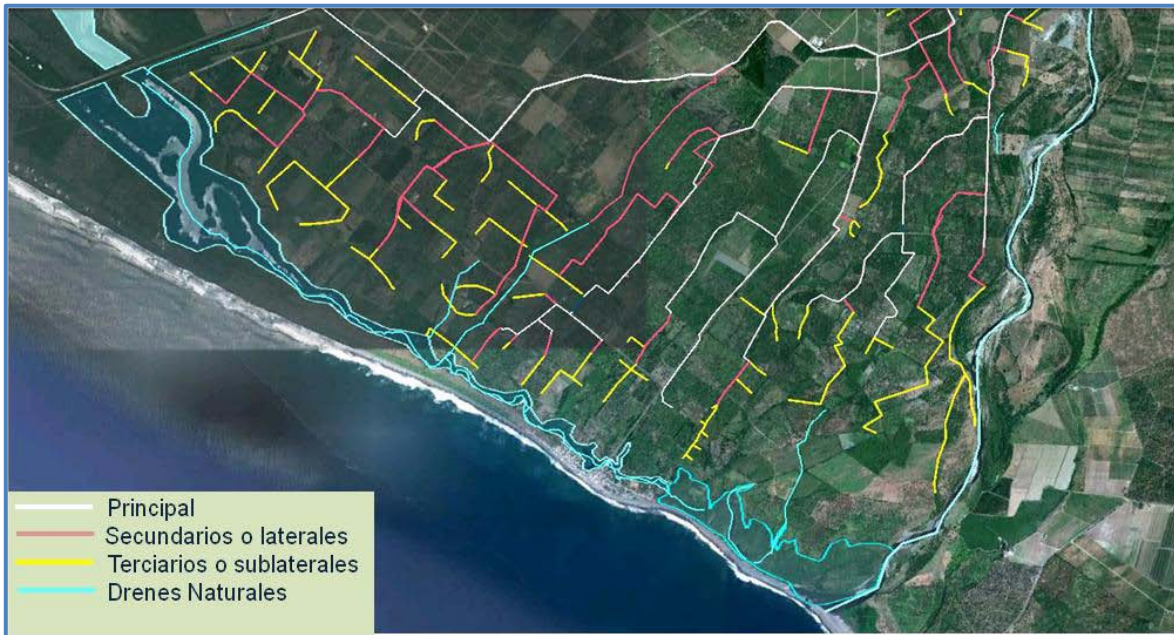 Principal
Secundarios o laterales
Terciarios o sublaterales
Drenes Naturales